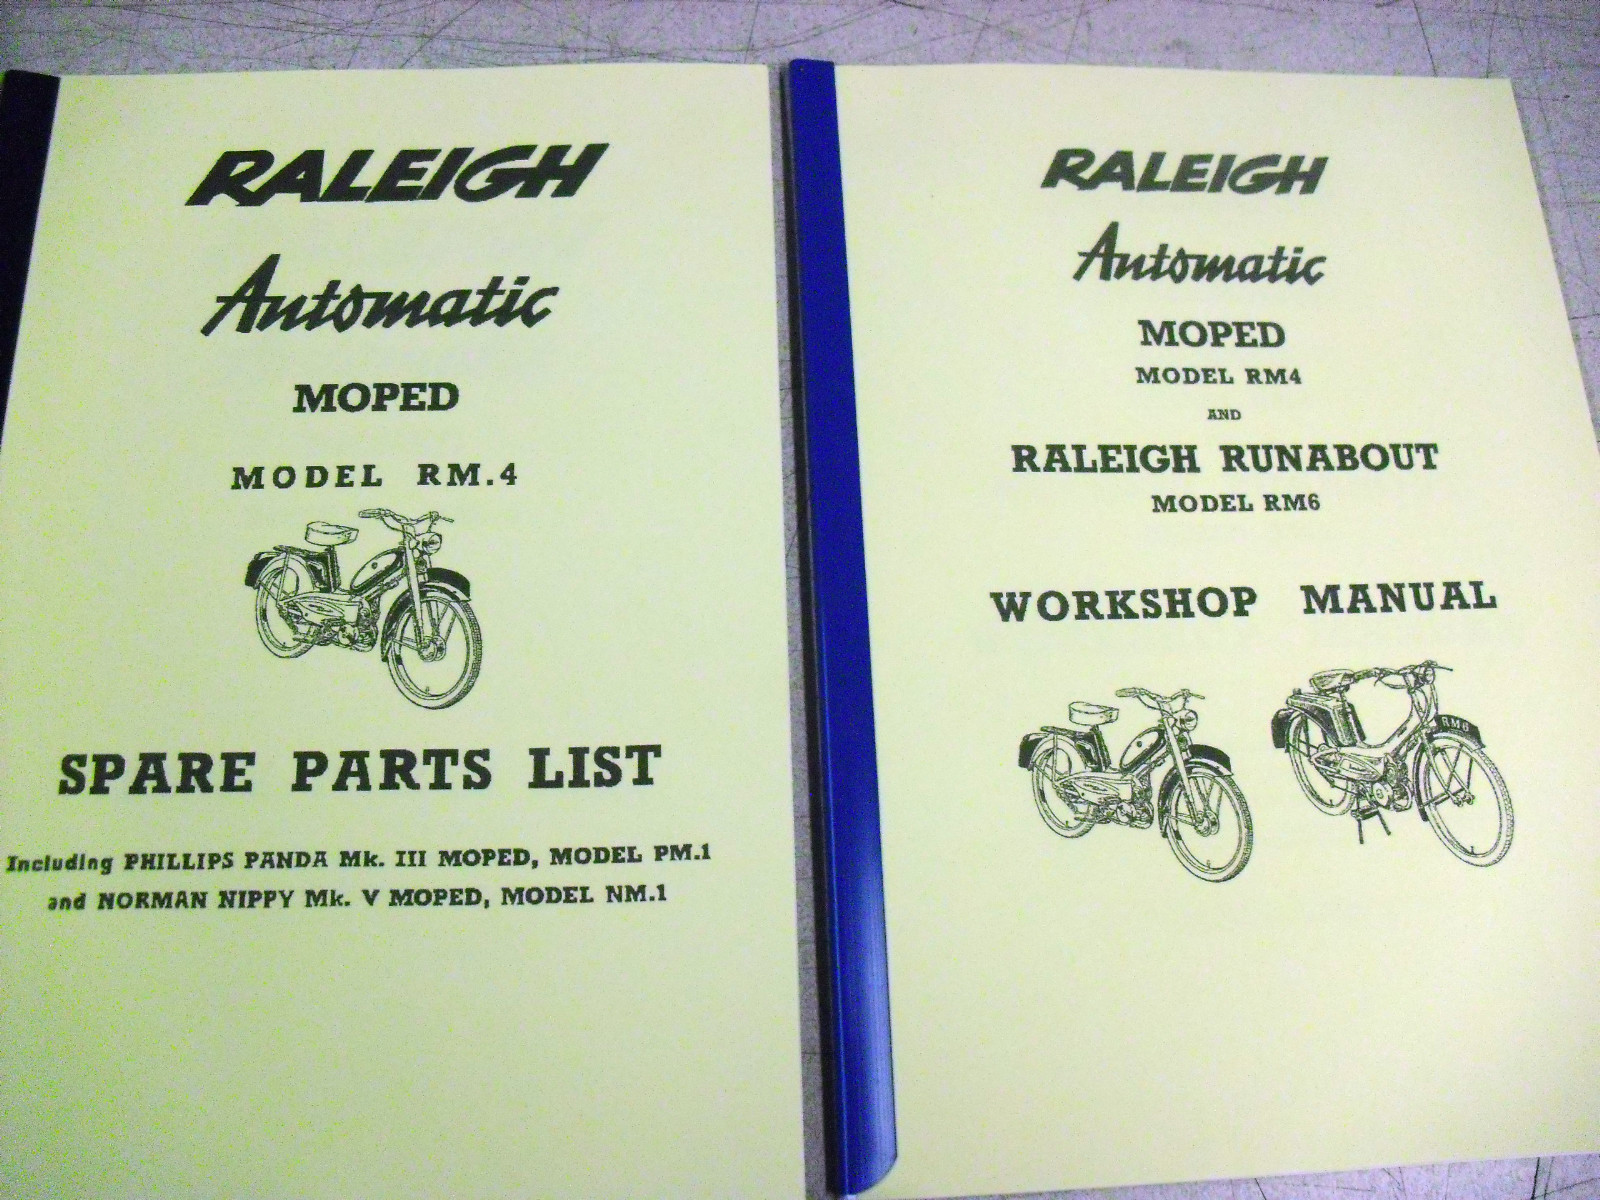 RALEIGH
Automatic
MOPED
MODEL RM.4
SPARE PARTS LIST
Including PHILLIPS PANDA Mk. III MOPED, MODEL PM.1
and NORMAN NIPPY Mk. V MOPED, MODEL NM.1
RALEIGH
Automatic
MOPED
MODEL RM4
AND
RALEIGH RUNABOUT
MODEL RM6
WORKSHOP MANUAL
RM6